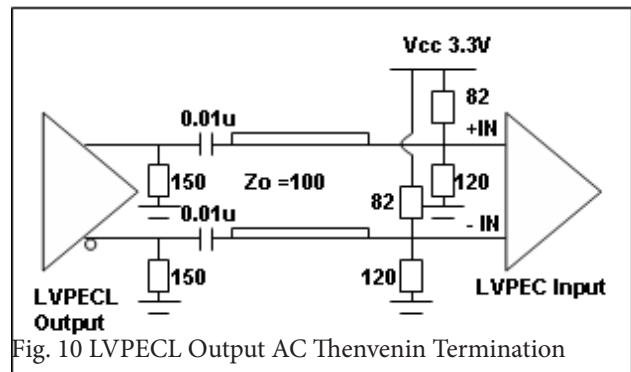 Vcc 3.3V
82
0.01u
+IN
150
Zo =100
120
82
0.01u
- IN
150
120
LVPECL
Output
LVPEC Input
Fig. 10 LVPECL Output AC Thenvenin Termination